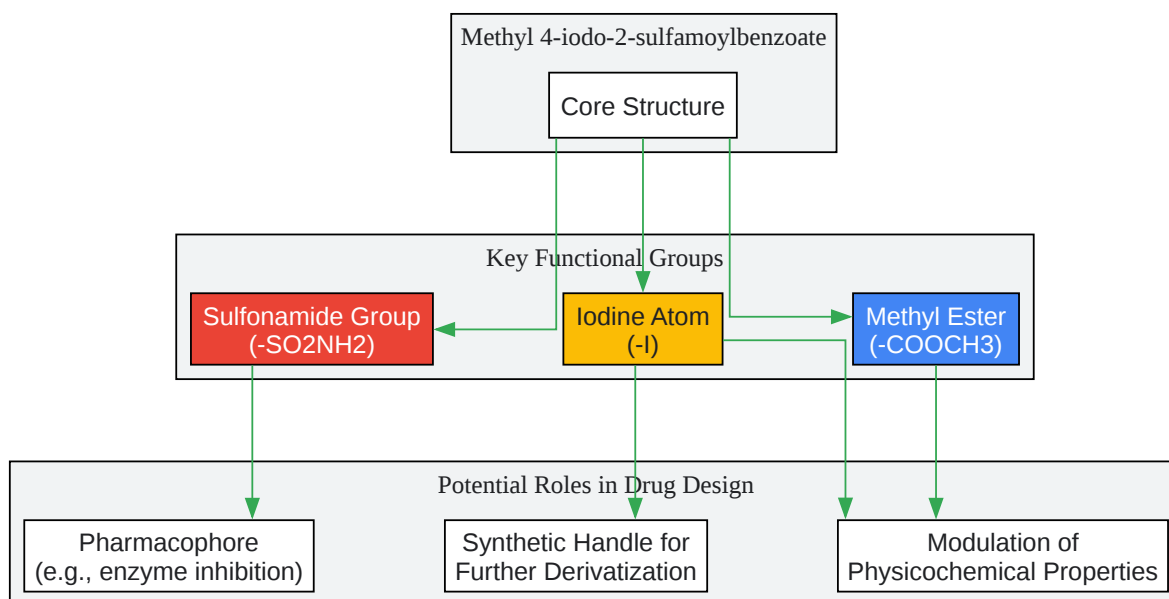 Methyl 4-iodo-2-sulfamoylbenzoate
Core Structure
Key Functional Groups
Sulfonamide Group
(-SO2NH2)
Iodine Atom
(-I)
Methyl Ester
(-COOCH3)
Potential Roles in Drug Design
Pharmacophore
(e.g., enzyme inhibition)
Synthetic Handle for
Further Derivatization
Modulation of
Physicochemical Properties